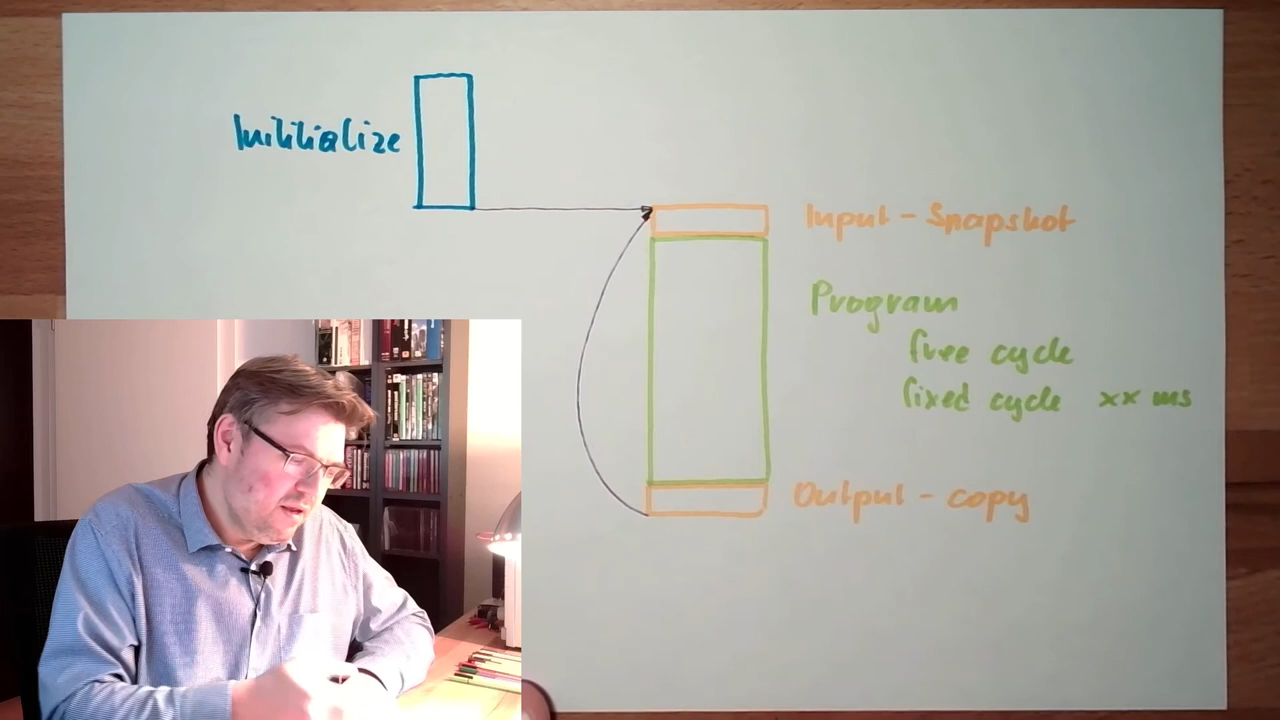 Initialize
Input - Snapshot
Program
free cycle
fixed cycle xx ms
Output - copy